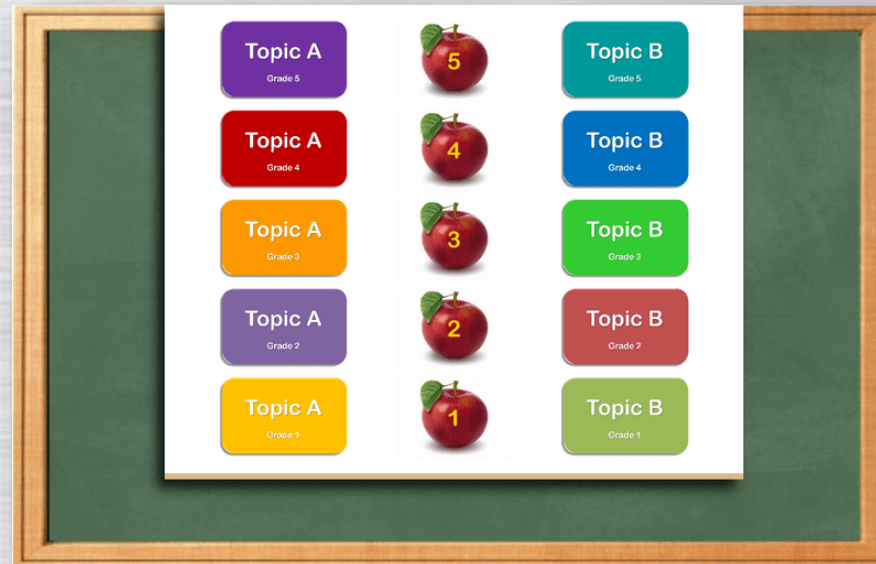 Topic A
Grade 5
5
Topic B
Grade 5
Topic A
Grade 4
4
Topic B
Grade 4
Topic A
Grade 3
3
Topic B
Grade 3
Topic A
Grade 2
2
Topic B
Grade 2
Topic A
Grade 1
1
Topic B
Grade 1